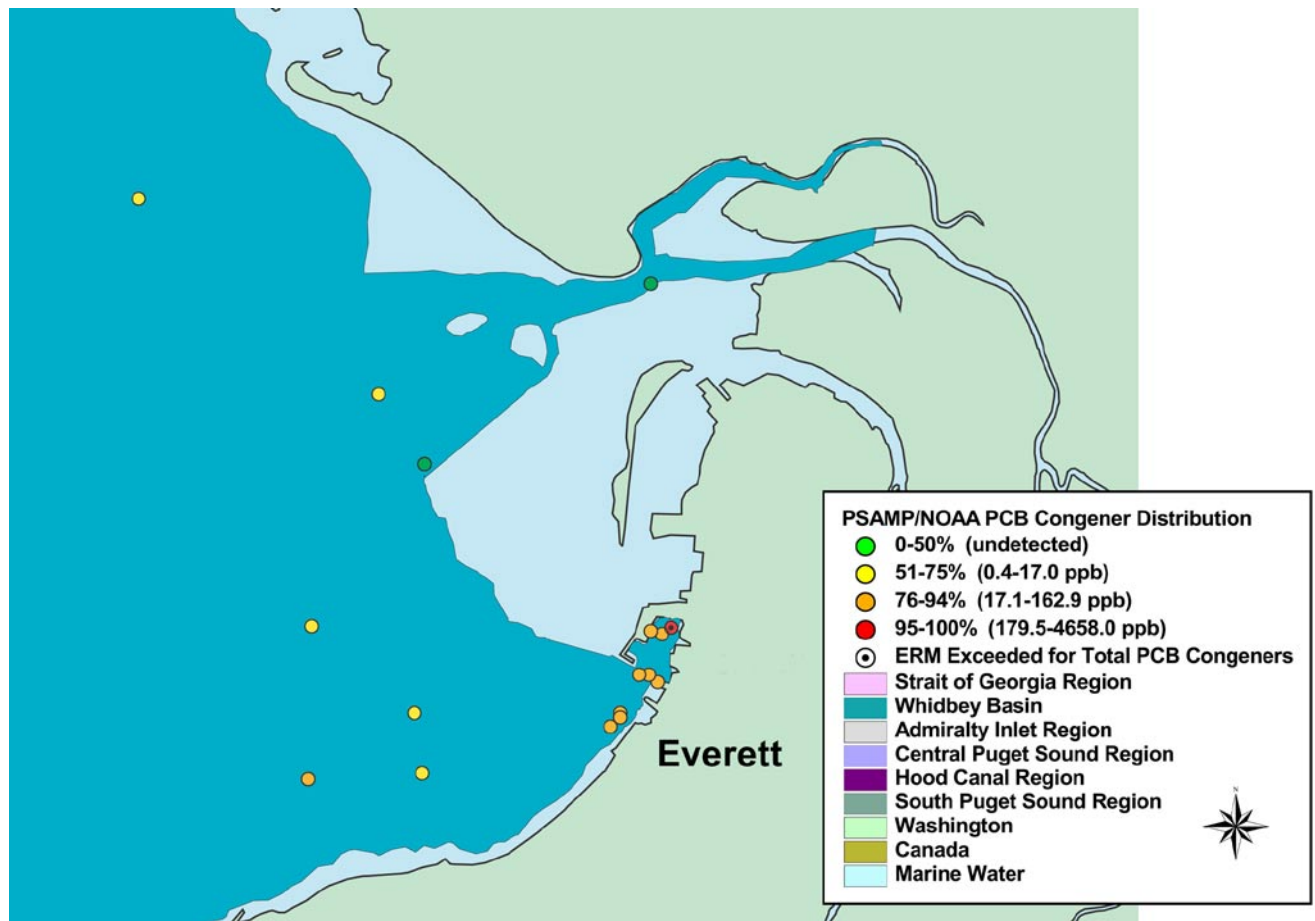 Everett
PSAMP/NOAA PCB Congener Distribution
0-50% (undetected)
51-75% (0.4-17.0 ppb)
76-94% (17.1-162.9 ppb)
95-100% (179.5-4658.0 ppb)
ERM Exceeded for Total PCB Congeners
Strait of Georgia Region
Whidbey Basin
Admiralty Inlet Region
Central Puget Sound Region
Hood Canal Region
South Puget Sound Region
Washington
Canada
Marine Water
N